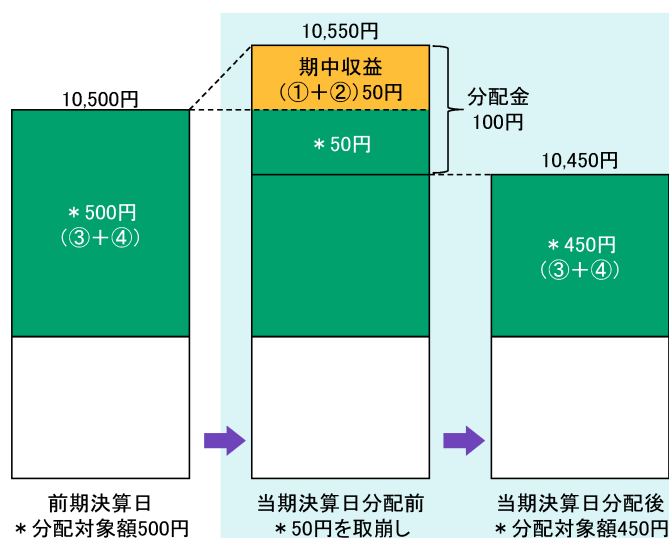 10,550円
期中収益
(①+②)50円
分配金
100円
10,500円
＊50円
10,450円
＊500円
(③+④)
＊450円
(③+④)
前期決算日
＊分配対象額500円
当期決算日分配前
＊50円を取崩し
当期決算日分配後
＊分配対象額450円